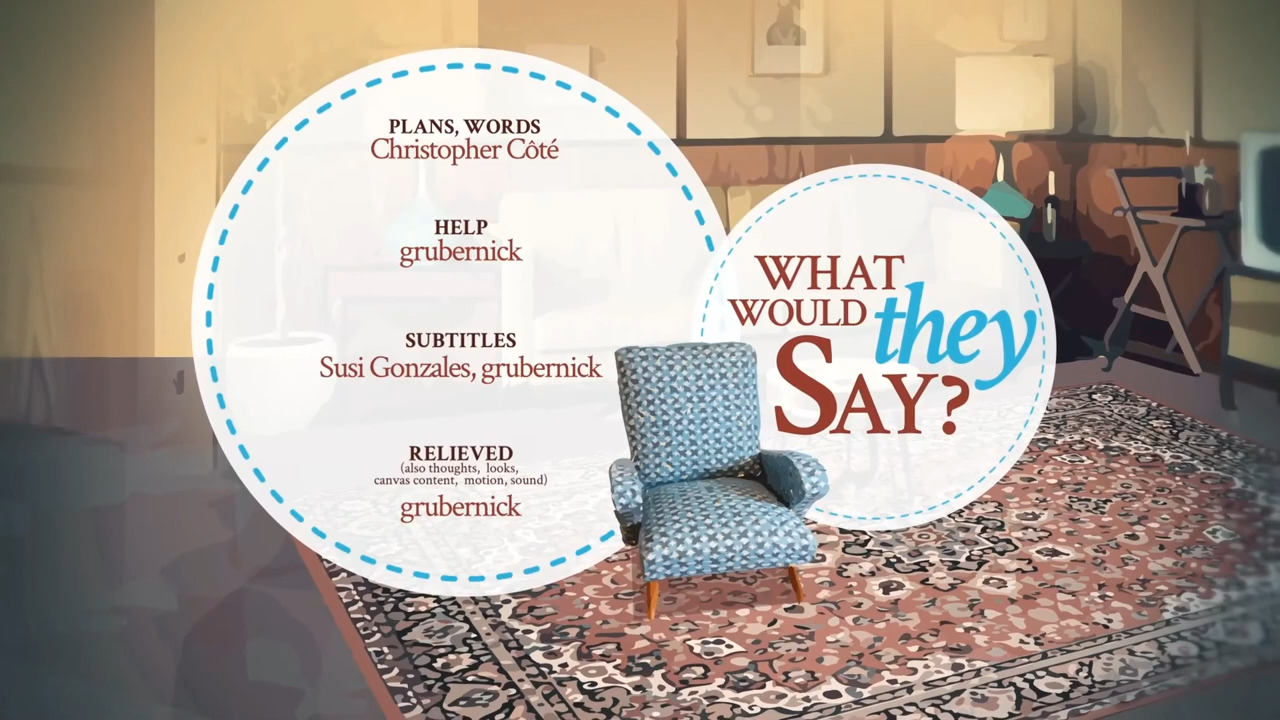 PLANS, WORDS
Christopher Côté
HELP
grubernick
SUBTITLES
Susi Gonzales, grubernick
RELIEVED
(also thoughts, looks,
canvas content, motion, sound)
grubernick
WHAT
WOULD they
SAY?